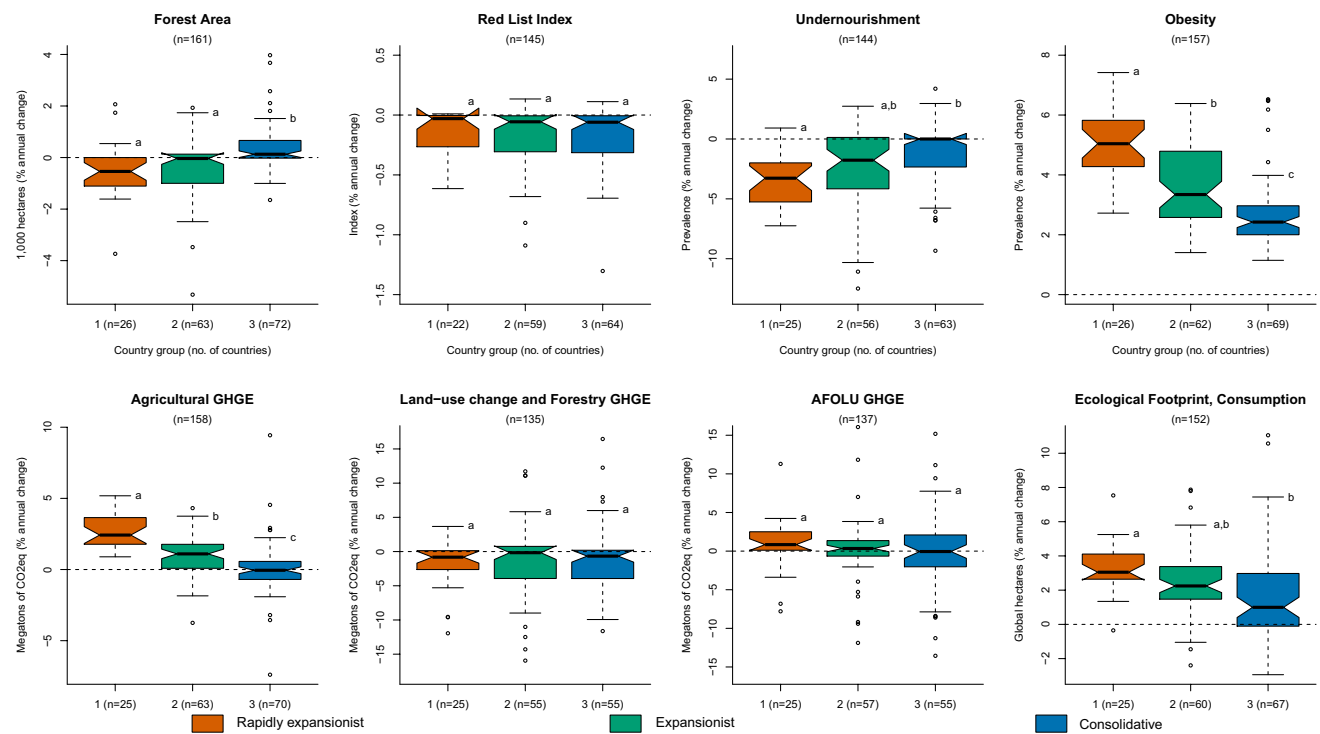 Forest Area
(n=161)
1,000 hectares (% annual change)
4
2
0
−2
−4
a
a
b
1 (n=26) 2 (n=63) 3 (n=72)
Country group (no. of countries)
Red List Index
(n=145)
Index (% annual change)
0.5
0.0
−0.5
−1.0
−1.5
a
a
a
1 (n=22) 2 (n=59) 3 (n=64)
Country group (no. of countries)
Undernourishment
(n=144)
Prevalence (% annual change)
5
0
−5
−10
a
a,b
b
1 (n=25) 2 (n=56) 3 (n=63)
Country group (no. of countries)
Obesity
(n=157)
Prevalence (% annual change)
8
6
4
2
0
a
b
c
1 (n=26) 2 (n=62) 3 (n=69)
Country group (no. of countries)
Agricultural GHGE
(n=158)
Megatons of CO2eq (% annual change)
10
5
0
−5
a
b
c
1 (n=25) 2 (n=63) 3 (n=70)
Land−use change and Forestry GHGE
(n=135)
Megatons of CO2eq (% annual change)
15
10
5
0
−5
−10
−15
a
a
a
1 (n=25) 2 (n=55) 3 (n=55)
AFOLU GHGE
(n=137)
Megatons of CO2eq (% annual change)
15
10
5
0
−5
−10
−15
a
a
a
1 (n=25) 2 (n=57) 3 (n=55)
Ecological Footprint, Consumption
(n=152)
Global hectares (% annual change)
10
8
6
4
2
0
−2
a
a,b
b
1 (n=25) 2 (n=60) 3 (n=67)
Rapidly expansionist Expansionist Consolidative